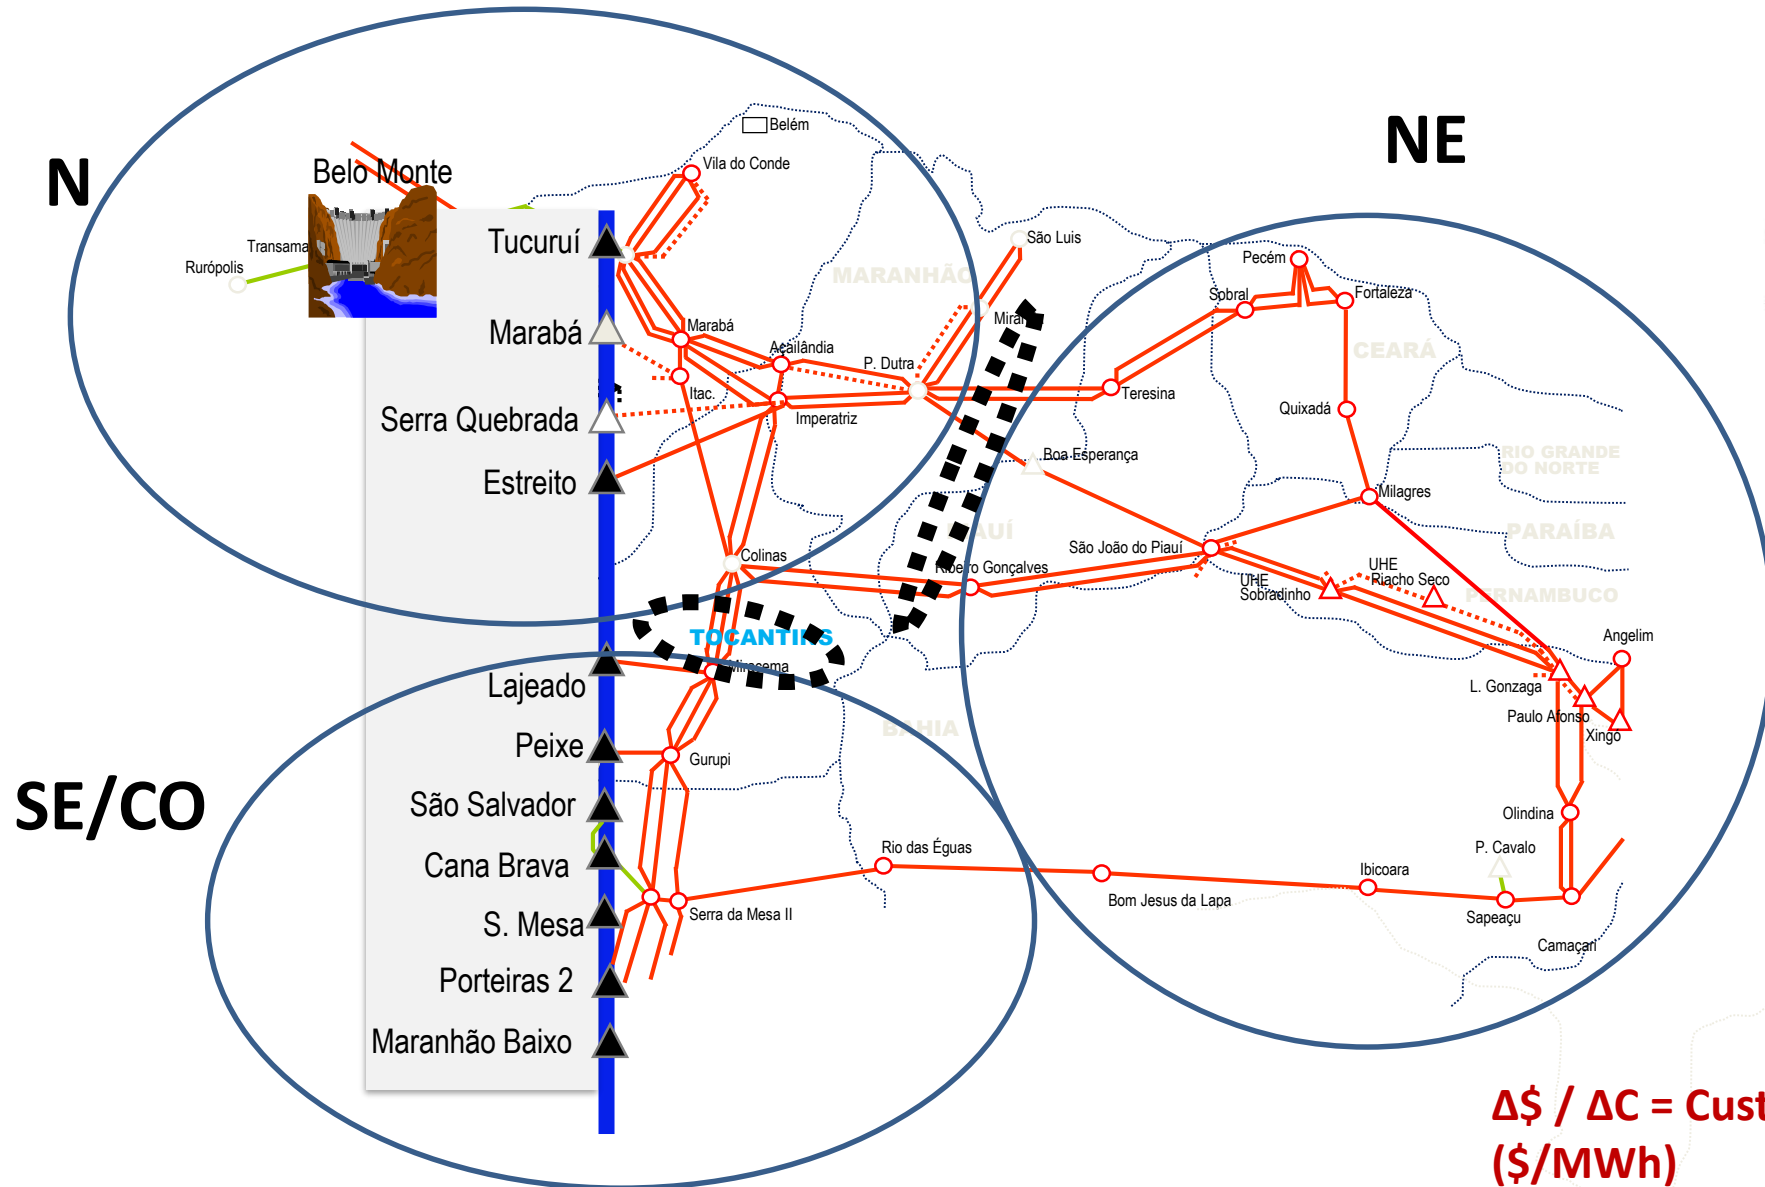 N
NE
SE/CO
Belém
Vila do Conde
Belo Monte
Transama
Rurópolis
Tucuruí
Marabá
Serra Quebrada
Estreito
Lajeado
Peixe
São Salvador
Cana Brava
S. Mesa
Porteiras 2
Maranhão Baixo
MARANHÃO
São Luis
Marabá
Açailândia
P. Dutra
Itac.
Imperatriz
Teresina
Boa Esperança
Colinas
Ribeiro Gonçalves
São João do Piauí
TOCANTINS
Miracema
BAHIA
Gurupi
Serra da Mesa II
Rio das Éguas
Bom Jesus da Lapa
Ibicoara
Sapeaçu
P. Cavalo
Camaçari
Olindina
Pecém
Sobral
Fortaleza
CEARÁ
Quixadá
RIO GRANDE
DO NORTE
Milagres
PARAÍBA
UHE
Sobradinho
UHE
Riacho Seco
PERNAMBUCO
Angelim
L. Gonzaga
Paulo Afonso
Xingo
Δ$ / ΔC = Cust
($/MWh)